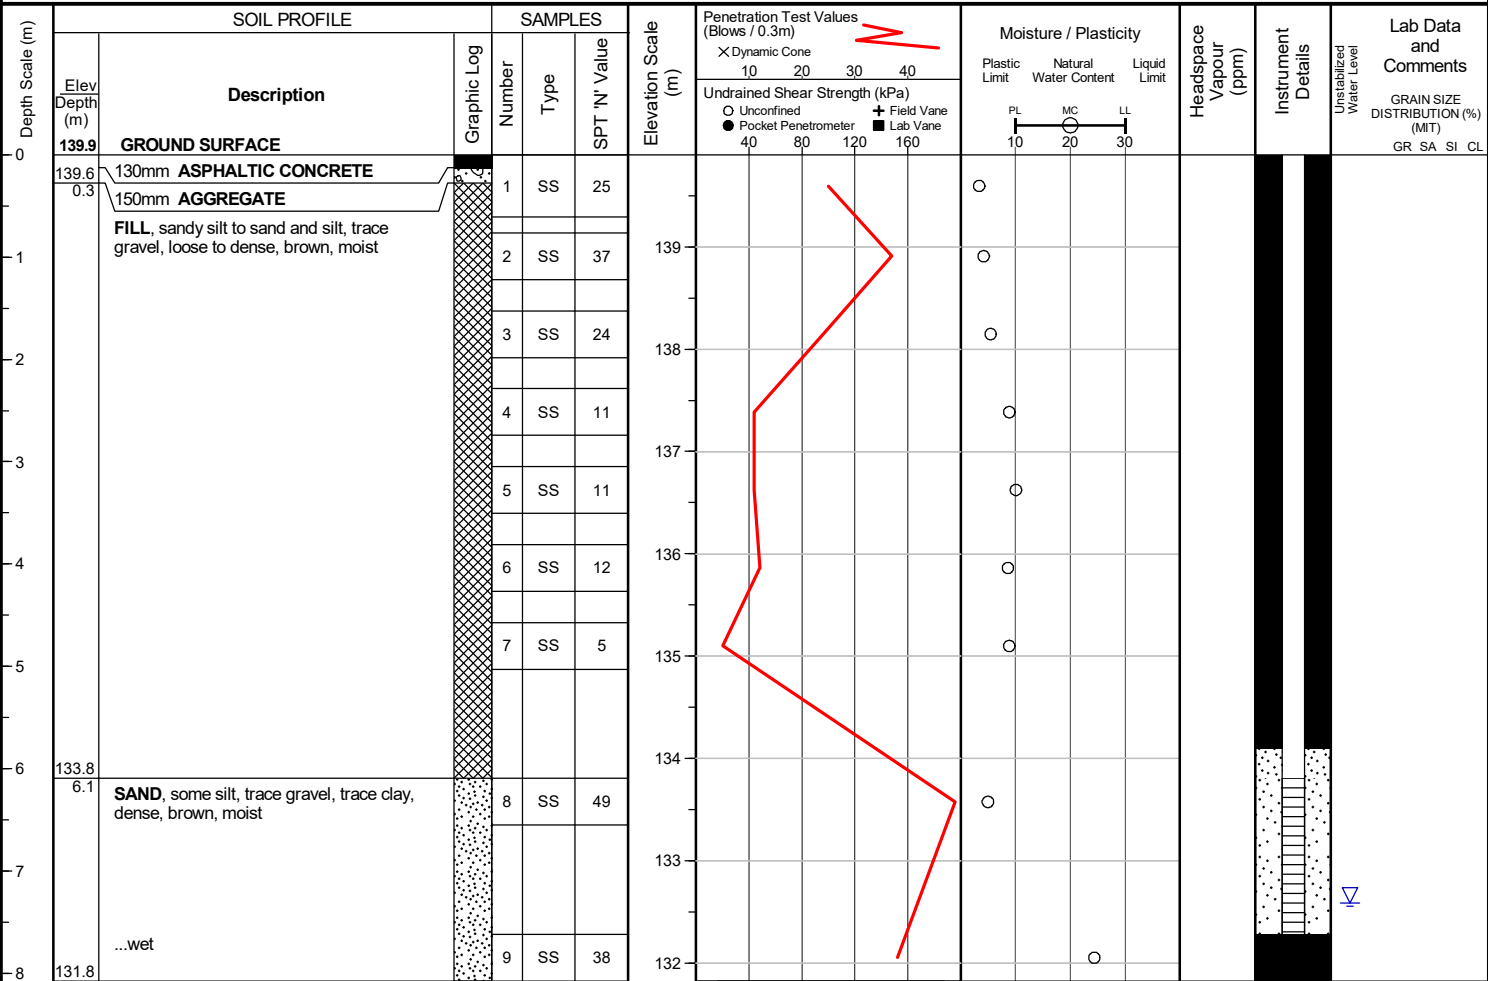 SOIL PROFILE
SAMPLES
Depth Scale (m)
Elev
Depth
(m)
Description
Graphic Log
Number
Type
SPT 'N' Value
Elevation Scale
(m)
Penetration Test Values
(Blows / 0.3m)
Dynamic Cone
10 20 30 40
Undrained Shear Strength (kPa)
Unconfined
Field Vane
Pocket Penetrometer
Lab Vane
40 80 120 160
Moisture / Plasticity
Plastic
Limit
Natural
Water Content
Liquid
Limit
PL MC LL
10 20 30
Headspace
Vapour
(ppm)
Instrument
Details
Unstabilized
Water Level
Lab Data
and
Comments
GRAIN SIZE
DISTRIBUTION (%)
(MIT)
GR SA SI CL
139.9 GROUND SURFACE
0
139.6
0.3
130mm ASPHALTIC CONCRETE
150mm AGGREGATE
FILL, sandy silt to sand and silt, trace
gravel, loose to dense, brown, moist
1 SS 25
2 SS 37
3 SS 24
4 SS 11
5 SS 11
6 SS 12
7 SS 5
133.8
6.1
SAND, some silt, trace gravel, trace clay,
dense, brown, moist
8 SS 49
...wet
9 SS 38
131.8
1
2
3
4
5
6
7
8
139
138
137
136
135
134
133
132